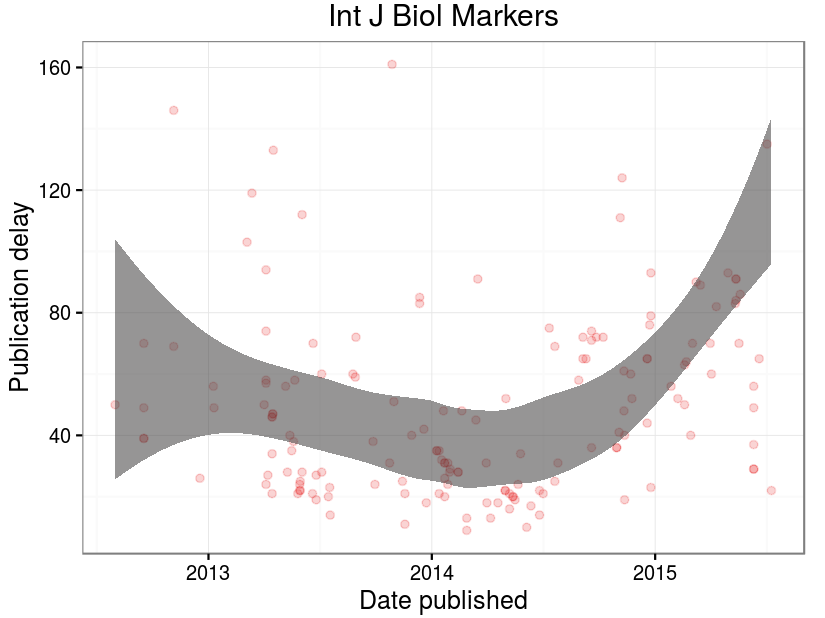 Int J Biol Markers
Publication delay
160
120
80
40
2013 2014 2015
Date published